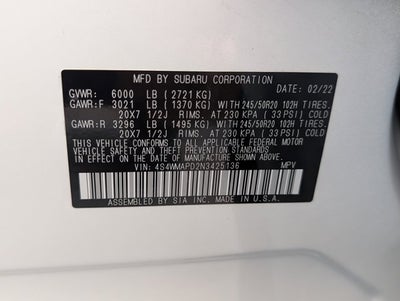 MFD BY SUBARU CORPORATION
GVWR: 6000 LB (2721 KG) DATE: 02/22
GAWR:F 3021 LB (1370 KG) WITH 245/50R20 102H TIRES.
20X7 1/2J RIMS. AT 230 KPA ( 33 PSI) COLD
GAWR:R 3296 LB (1495 KG) WITH 245/50R20 102H TIRES.
20X7 1/2J RIMS. AT 230 KPA ( 33 PSI) COLD
THIS VEHICLE CONFORMS TO ALL APPLICABLE FEDERAL MOTOR
VEHICLE SAFETY AND THEFT PREVENTION STANDARDS
IN EFFECT ON THE DATE OF MANUFACTURE SHOWN ABOVE.
VIN: 4S4WMAPD2N3425136 MPV
ASSEMBLED BY SIA INC. MADE IN U.S.A.